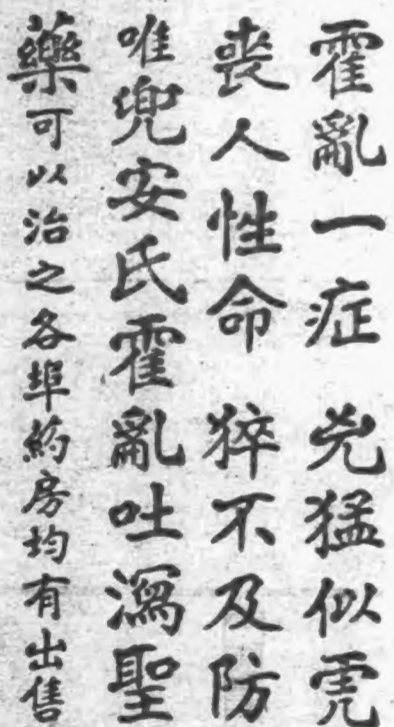 霍亂一症 兇猛似虎
喪人性命 猝不及防
唯兜安氏霍亂吐瀉聖
藥可以治之各埠葯房均有出售